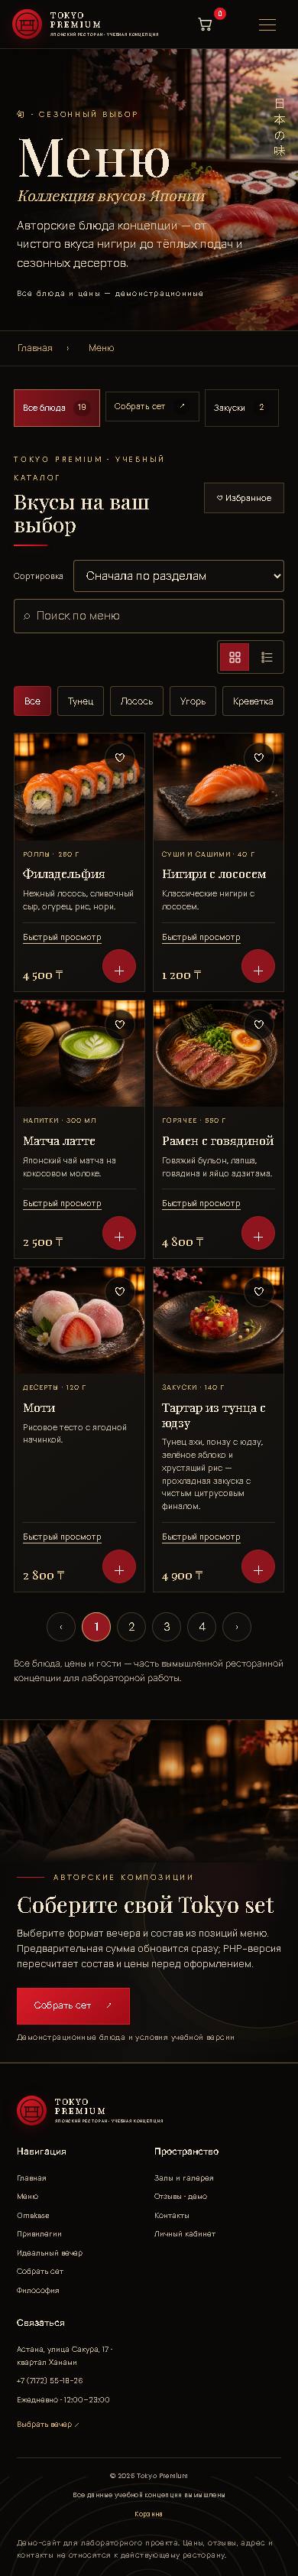 TOKYO
PREMIUM
ЯПОНСКИЙ РЕСТОРАН · УЧЕБНАЯ КОНЦЕПЦИЯ
0
旬 · СЕЗОННЫЙ ВЫБОР
日本の味
Меню
Коллекция вкусов Японии
Авторские блюда концепции — от
чистого вкуса нигири до тёплых подач и
сезонных десертов.
Все блюда и цены — демонстрационные
Главная › Меню
Все блюда 19
Собрать сет ↗
Закуски 2
TOKYO PREMIUM · УЧЕБНЫЙ
КАТАЛОГ
Вкусы на ваш
выбор
♡ Избранное
Сортировка
Сначала по разделам
⌕ Поиск по меню
Все Тунец Лосось Угорь Креветка
РОЛЛЫ · 280 Г
Филадельфия
Нежный лосось, сливочный
сыр, огурец, рис, нори.
Быстрый просмотр
4 500 ₸
+
СУШИ И САШИМИ · 40 Г
Нигири с лососем
Классические нигири с
лососем.
Быстрый просмотр
1 200 ₸
+
НАПИТКИ · 300 МЛ
Матча латте
Японский чай матча на
кокосовом молоке.
Быстрый просмотр
2 500 ₸
+
ГОРЯЧЕЕ · 550 Г
Рамен с говядиной
Говяжий бульон, лапша,
говядина и яйцо адзитама.
Быстрый просмотр
4 800 ₸
+
ДЕСЕРТЫ · 120 Г
Моти
Рисовое тесто с ягодной
начинкой.
Быстрый просмотр
2 800 ₸
+
ЗАКУСКИ · 140 Г
Тартар из тунца с
юдзу
Тунец ахи, понзу с юдзу,
зелёное яблоко и
хрустящий рис —
прохладная закуска с
чистым цитрусовым
финалом.
Быстрый просмотр
4 900 ₸
+
‹ 1 2 3 4 ›
Все блюда, цены и гости — часть вымышленной ресторанной
концепции для лабораторной работы.
АВТОРСКИЕ КОМПОЗИЦИИ
Соберите свой Tokyo set
Выберите формат вечера и состав из позиций меню.
Предварительная сумма обновится сразу; PHP-версия
пересчитает состав и цены перед оформлением.
Собрать сет ↗
Демонстрационные блюда и условия учебной версии
TOKYO
PREMIUM
ЯПОНСКИЙ РЕСТОРАН · УЧЕБНАЯ КОНЦЕПЦИЯ
Навигация
Главная
Меню
Omakase
Привилегии
Идеальный вечер
Собрать сет
Философия
Пространство
Залы и галерея
Отзывы · демо
Контакты
Личный кабинет
Связаться
Астана, улица Сакура, 17 ·
квартал Ханами
+7 (7172) 55-18-26
Ежедневно · 12:00–23:00
Выбрать вечер ↗
© 2026 Tokyo Premium
Все данные учебной концепции вымышлены
Корзина
Демо-сайт для лабораторного проекта. Цены, отзывы, адрес и
контакты не относятся к действующему ресторану.